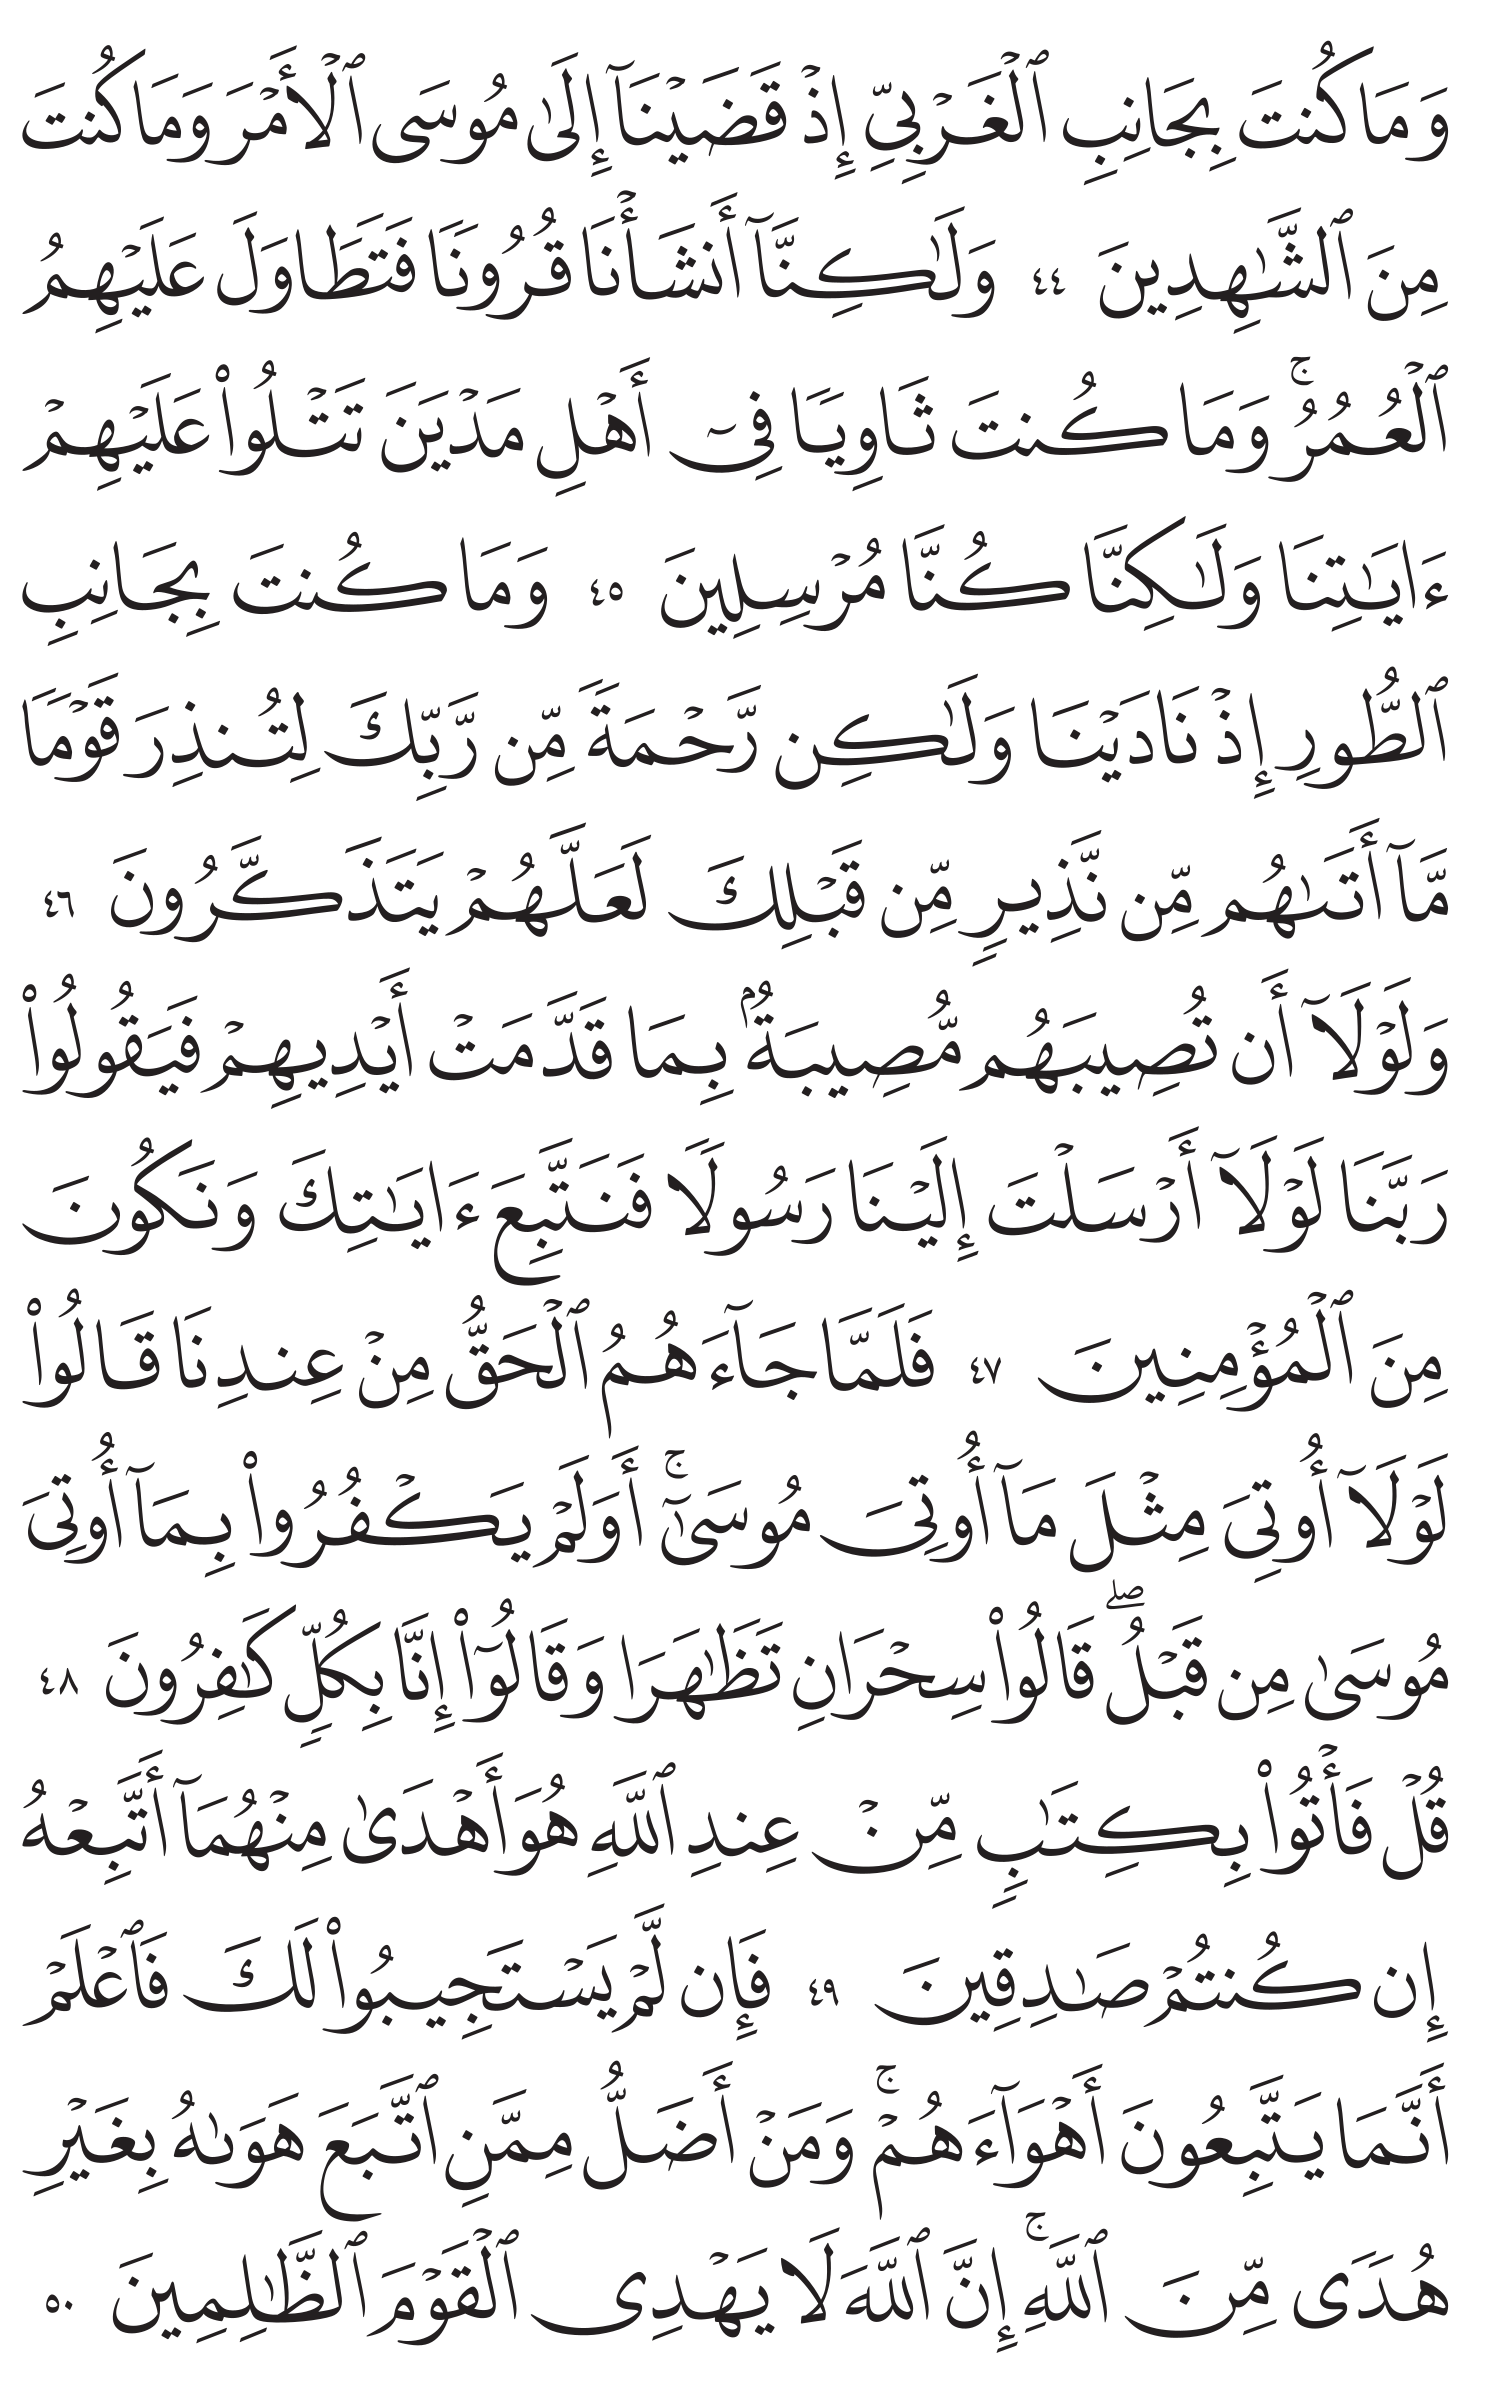 وَمَا كُنتَ بِجَانِبِ ٱلْغَرْبِىِّ إِذْ قَضَيْنَآ إِلَىٰ مُوسَى ٱلْأَمْرَ وَمَا كُنتَ
مِنَ ٱلشَّـٰهِدِينَ ٤٤ وَلَـٰكِنَّآ أَنشَأْنَا قُرُونًا فَتَطَاوَلَ عَلَيْهِمُ
ٱلْعُمُرُ ۚ وَمَا كُنتَ ثَاوِيًا فِىٓ أَهْلِ مَدْيَنَ تَتْلُوا۟ عَلَيْهِمْ
ءَايَـٰتِنَا وَلَـٰكِنَّا كُنَّا مُرْسِلِينَ ٤٥ وَمَا كُنتَ بِجَانِبِ
ٱلطُّورِ إِذْ نَادَيْنَا وَلَـٰكِن رَّحْمَةً مِّن رَّبِّكَ لِتُنذِرَ قَوْمًا
مَّآ أَتَىٰهُم مِّن نَّذِيرٍ مِّن قَبْلِكَ لَعَلَّهُمْ يَتَذَكَّرُونَ ٤٦
وَلَوْلَآ أَن تُصِيبَهُم مُّصِيبَةٌۢ بِمَا قَدَّمَتْ أَيْدِيهِمْ فَيَقُولُوا۟
رَبَّنَا لَوْلَآ أَرْسَلْتَ إِلَيْنَا رَسُولًا فَنَتَّبِعَ ءَايَـٰتِكَ وَنَكُونَ
مِنَ ٱلْمُؤْمِنِينَ ٤٧ فَلَمَّا جَآءَهُمُ ٱلْحَقُّ مِنْ عِندِنَا قَالُوا۟
لَوْلَآ أُوتِىَ مِثْلَ مَآ أُوتِىَ مُوسَىٰٓ ۚ أَوَلَمْ يَكْفُرُوا۟ بِمَآ أُوتِىَ
مُوسَىٰ مِن قَبْلُ ۖ قَالُوا۟ سِحْرَانِ تَظَـٰهَرَا وَقَالُوٓا۟ إِنَّا بِكُلٍّ كَـٰفِرُونَ ٤٨
قُلْ فَأْتُوا۟ بِكِتَـٰبٍ مِّنْ عِندِ ٱللَّهِ هُوَ أَهْدَىٰ مِنْهُمَآ أَتَّبِعْهُ
إِن كُنتُمْ صَـٰدِقِينَ ٤٩ فَإِن لَّمْ يَسْتَجِيبُوا۟ لَكَ فَٱعْلَمْ
أَنَّمَا يَتَّبِعُونَ أَهْوَآءَهُمْ ۚ وَمَنْ أَضَلُّ مِمَّنِ ٱتَّبَعَ هَوَىٰهُ بِغَيْرِ
هُدًى مِّنَ ٱللَّهِ ۚ إِنَّ ٱللَّهَ لَا يَهْدِى ٱلْقَوْمَ ٱلظَّـٰلِمِينَ ٥٠